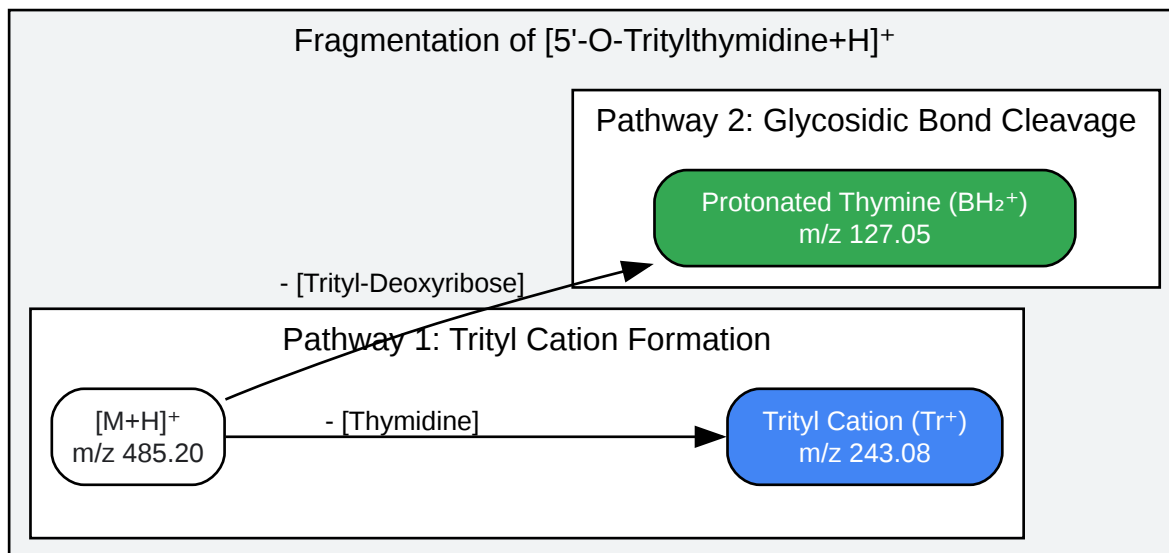 Fragmentation of [5'-O-Tritylthymidine+H]⁺
Pathway 2: Glycosidic Bond Cleavage
Protonated Thymine (BH₂⁺)
m/z 127.05
- [Trityl-Deoxyribose]
Pathway 1: Trityl Cation Formation
[M+H]⁺
m/z 485.20
- [Thymidine]
Trityl Cation (Tr⁺)
m/z 243.08